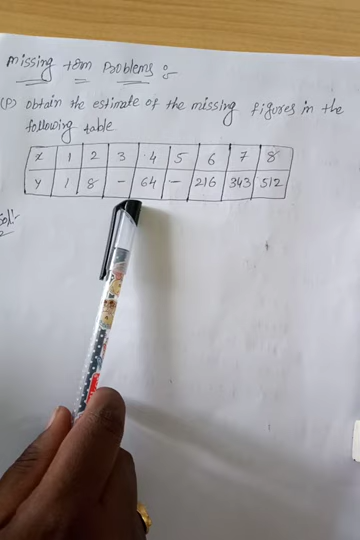 Missing term Problems :-
(P) Obtain the estimate of the missing figures in the
following table
X 1 2 3 4 5 6 7 8
Y 1 8 - 64 - 216 343 512
Sol:-